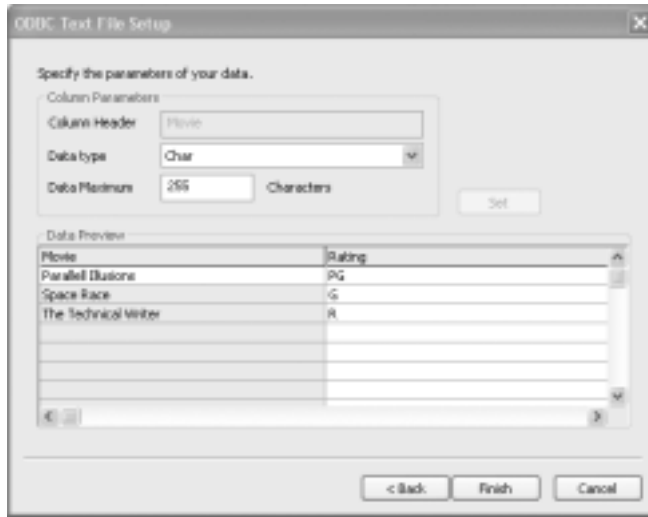 ODBC Text File Setup
Specify the parameters of your data.
Column Parameters
Column Header Movie
Data type Char
Data Maximum 255 Characters
Set
Data Preview
Movie Rating
Parallel Illusions PG
Space Race G
The Technical Writer R
< Back Finish Cancel